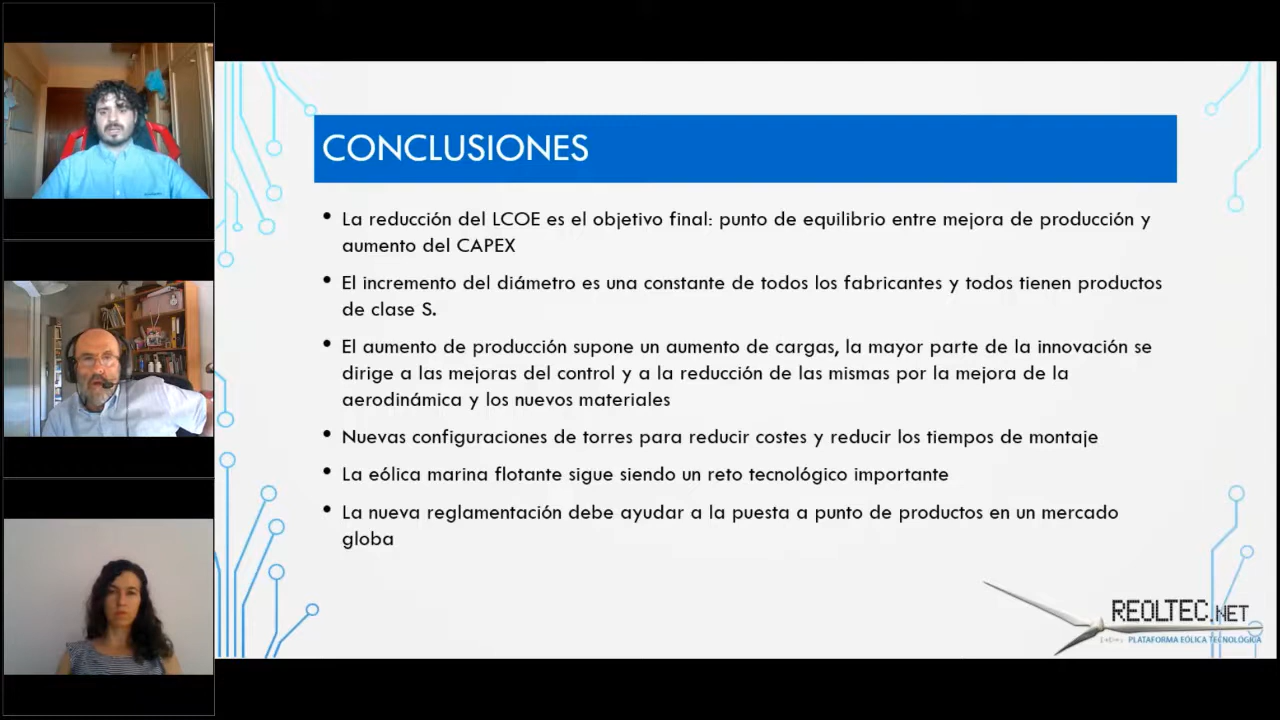 CONCLUSIONES
• La reducción del LCOE es el objetivo final: punto de equilibrio entre mejora de producción y
aumento del CAPEX
• El incremento del diámetro es una constante de todos los fabricantes y todos tienen productos
de clase S.
• El aumento de producción supone un aumento de cargas, la mayor parte de la innovación se
dirige a las mejoras del control y a la reducción de las mismas por la mejora de la
aerodinámica y los nuevos materiales
• Nuevas configuraciones de torres para reducir costes y reducir los tiempos de montaje
• La eólica marina flotante sigue siendo un reto tecnológico importante
• La nueva reglamentación debe ayudar a la puesta a punto de productos en un mercado
globa
REOLTEC.NET
PLATAFORMA EÓLICA TECNOLÓGICA